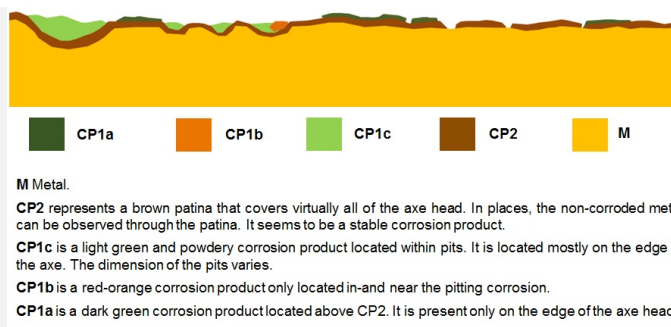 CP1a CP1b CP1c CP2 M
M Metal.
CP2 represents a brown patina that covers virtually all of the axe head. In places, the non-corroded met
can be observed through the patina. It seems to be a stable corrosion product.
CP1c is a light green and powdery corrosion product located within pits. It is located mostly on the edge
the axe. The dimension of the pits varies.
CP1b is a red-orange corrosion product only located in-and near the pitting corrosion.
CP1a is a dark green corrosion product located above CP2. It is present only on the edge of the axe head